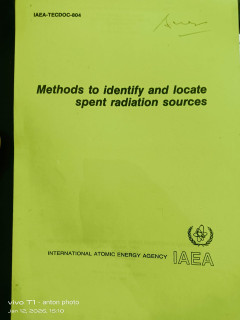 IAEA-TECDOC-804
Methods to identify and locate
spent radiation sources
INTERNATIONAL ATOMIC ENERGY AGENCY
IAEA
vivo T1 - anton photo
Jan 12, 2025, 15:10